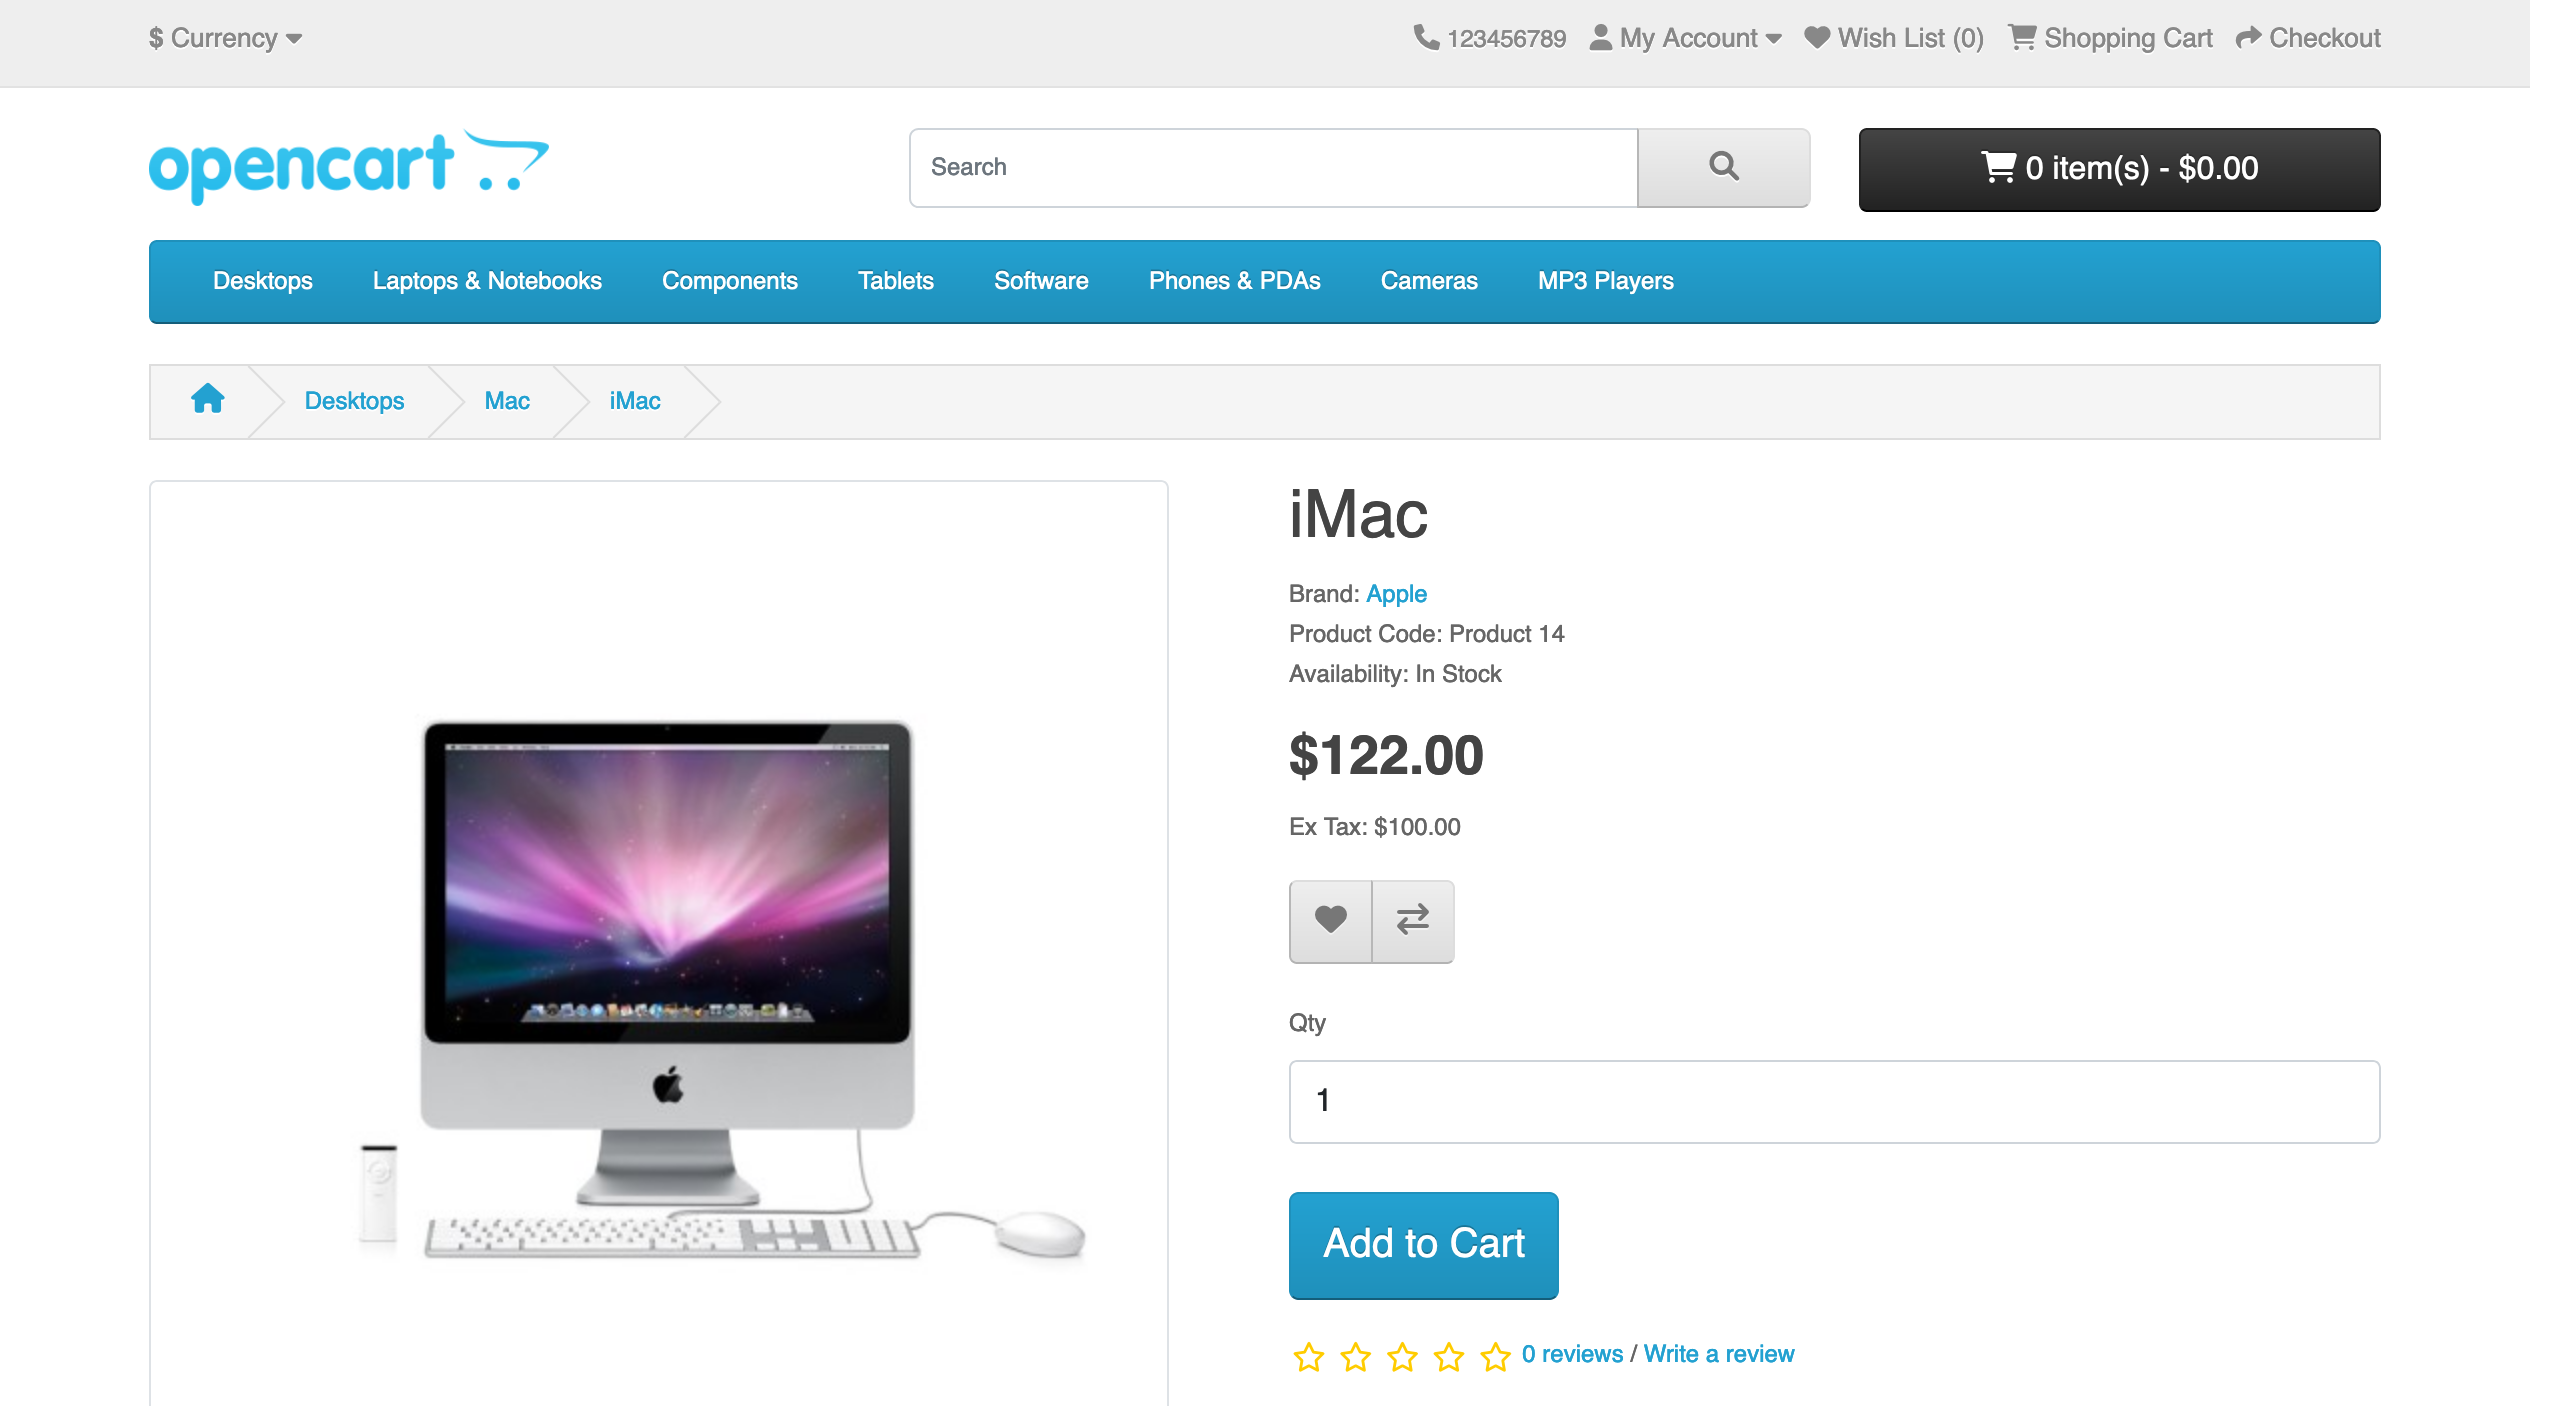 $ Currency
123456789 My Account Wish List (0) Shopping Cart Checkout
opencart
Search
0 item(s) - $0.00
Desktops Laptops & Notebooks Components Tablets Software Phones & PDAs Cameras MP3 Players
Desktops Mac iMac
iMac
Brand: Apple
Product Code: Product 14
Availability: In Stock
$122.00
Ex Tax: $100.00
Qty
1
Add to Cart
0 reviews / Write a review